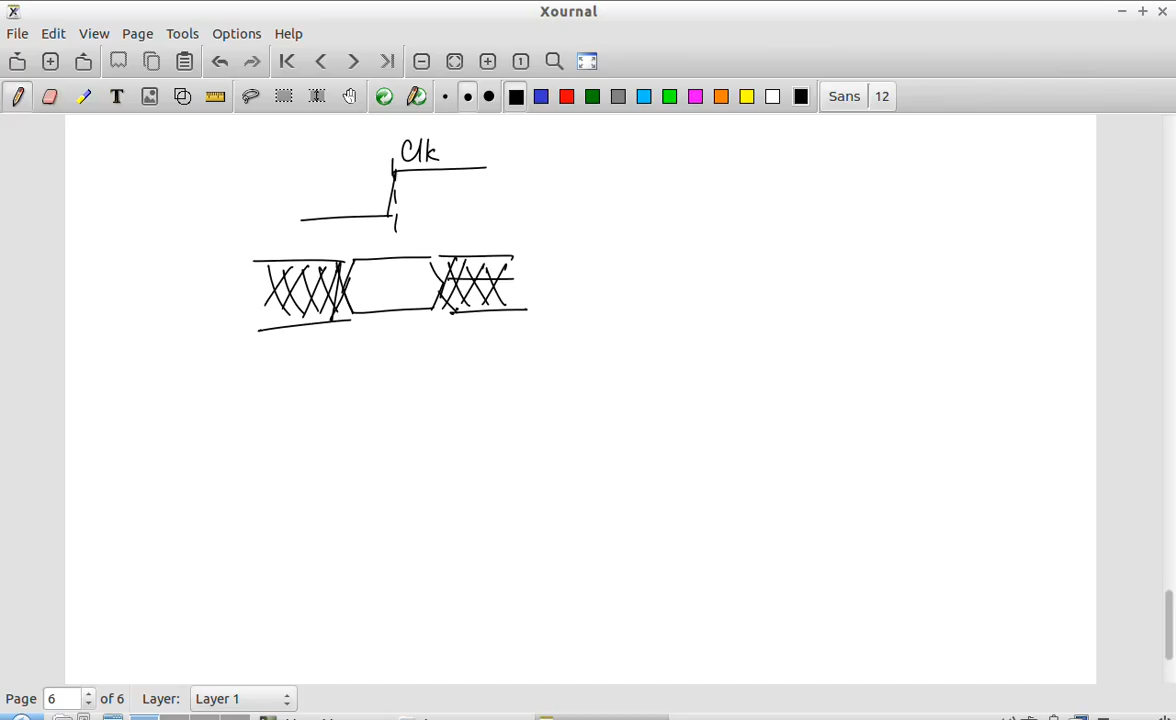 Xournal
File Edit View Page Tools Options Help
Sans 12
Clk
Page 6 of 6 Layer: Layer 1